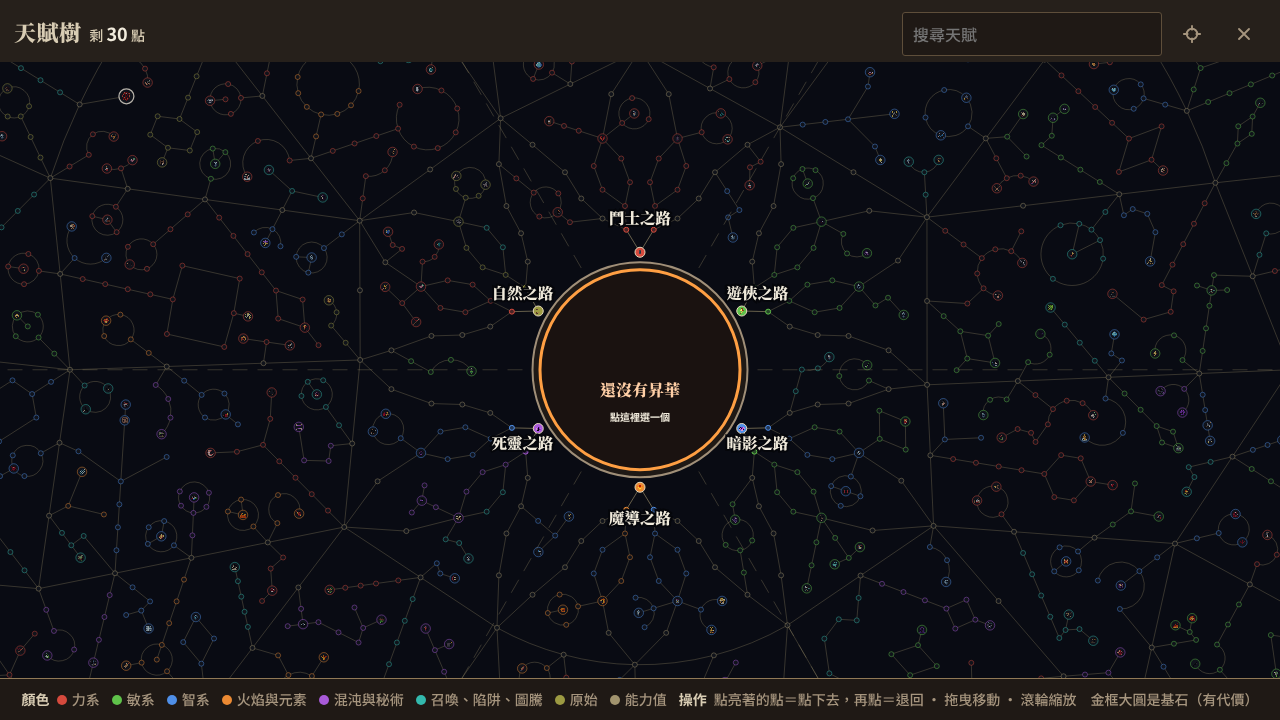 天賦樹 剩 30 點
搜尋天賦
鬥士之路
自然之路
遊俠之路
還沒有昇華
點這裡選一個
死靈之路
暗影之路
魔導之路
顏色 力系 敏系 智系 火焰與元素 混沌與秘術 召喚、陷阱、圖騰 原始 能力值 操作 點亮著的點＝點下去，再點＝退回 · 拖曳移動 · 滾輪縮放 金框大圓是基石（有代價）